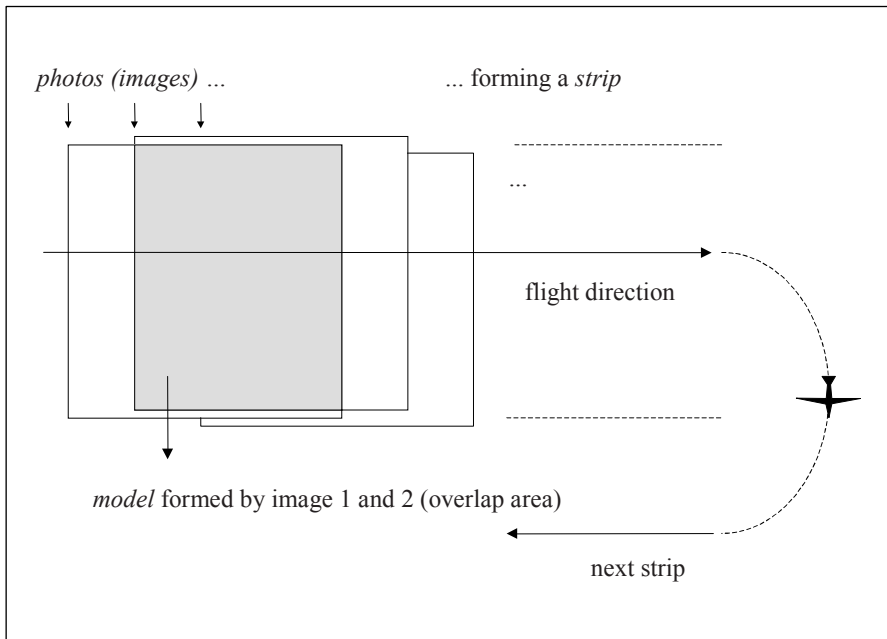 photos (images) ...
... forming a strip
...
flight direction
model formed by image 1 and 2 (overlap area)
next strip